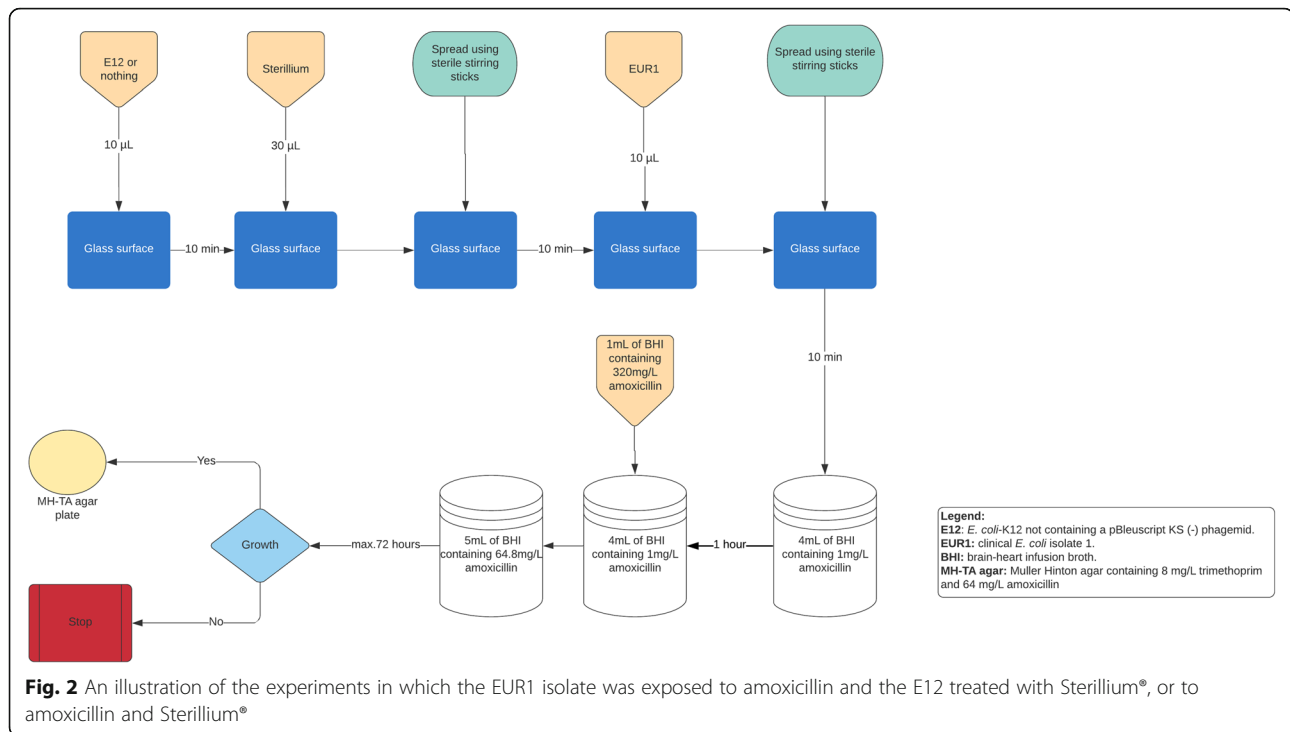 E12 or
nothing
Sterillium
Spread using
sterile stirring
sticks
EUR1
Spread using sterile
stirring sticks
10 µL
30 µL
10 µL
Glass surface
10 min
Glass surface
Glass surface
10 min
Glass surface
Glass surface
10 min
1mL of BHI
containing
320mg/L
amoxicillin
Yes
MH-TA agar
plate
Growth
max.72 hours
5mL of BHI
containing 64.8mg/L
amoxicillin
4mL of BHI
containing 1mg/L
amoxicillin
1 hour
4mL of BHI
containing 1mg/L
amoxicillin
No
Stop
Legend:
E12: E. coli-K12 not containing a pBleuscript KS (-) phagemid.
EUR1: clinical E. coli isolate 1.
BHI: brain-heart infusion broth.
MH-TA agar: Muller Hinton agar containing 8 mg/L trimethoprim
and 64 mg/L amoxicillin
Fig. 2 An illustration of the experiments in which the EUR1 isolate was exposed to amoxicillin and the E12 treated with Sterillium®, or to
amoxicillin and Sterillium®